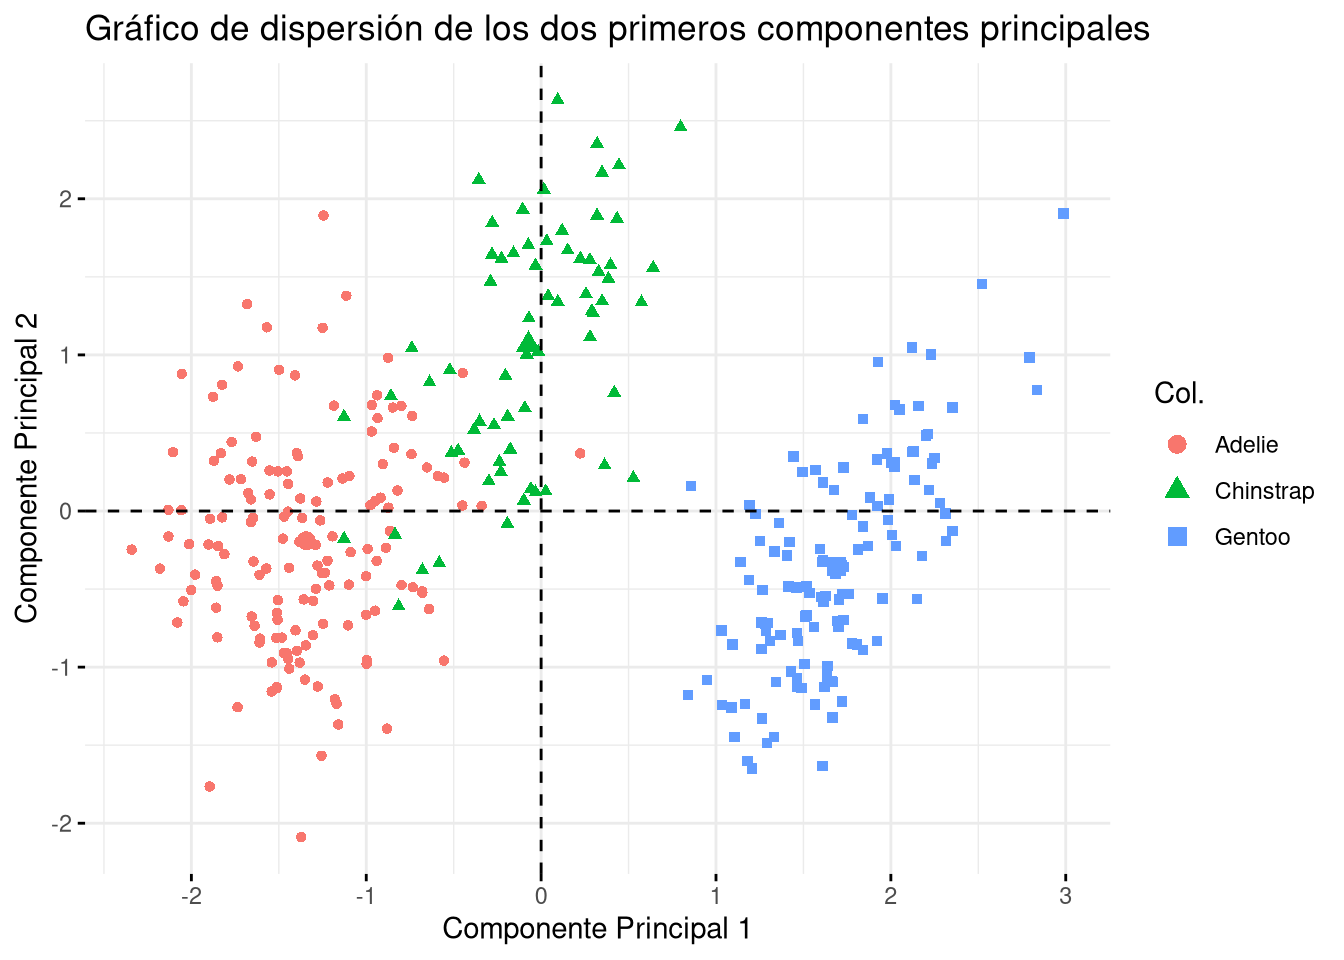 Gráfico de dispersión de los dos primeros componentes principales
Componente Principal 2
2
1
0
-1
-2
-2
-1
0
1
2
3
Componente Principal 1
Col.
Adelie
Chinstrap
Gentoo